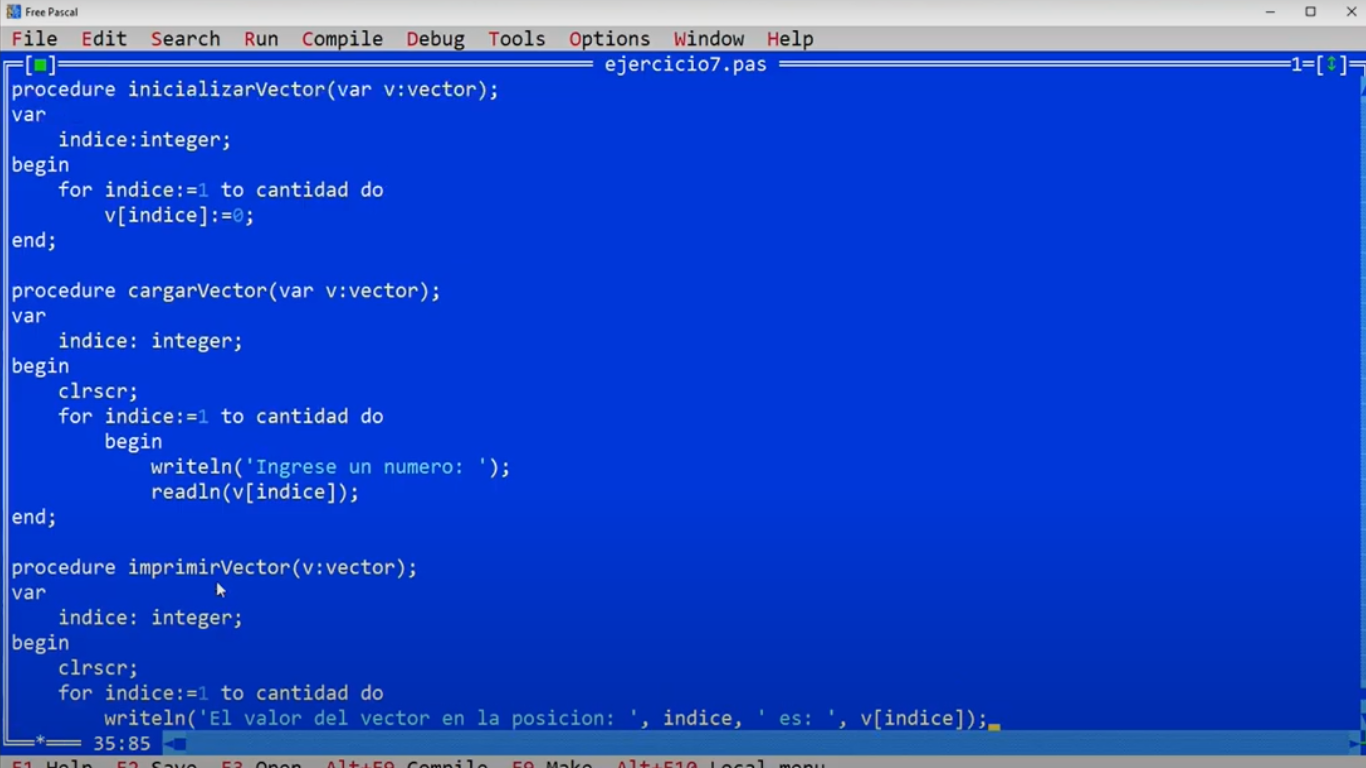 Free Pascal
File Edit Search Run Compile Debug Tools Options Window Help
ejercicio7.pas 1=[↕]
procedure inicializarVector(var v:vector);
var
    indice:integer;
begin
    for indice:=1 to cantidad do
        v[indice]:=0;
end;
procedure cargarVector(var v:vector);
var
    indice: integer;
begin
    clrscr;
    for indice:=1 to cantidad do
        begin
            writeln('Ingrese un numero: ');
            readln(v[indice]);
end;
procedure imprimirVector(v:vector);
var
    indice: integer;
begin
    clrscr;
    for indice:=1 to cantidad do
        writeln('El valor del vector en la posicion: ', indice, ' es: ', v[indice]);
* 35:85
F1 Help F2 Save F3 Open Alt+F9 Compile F9 Make Alt+F10 Local menu